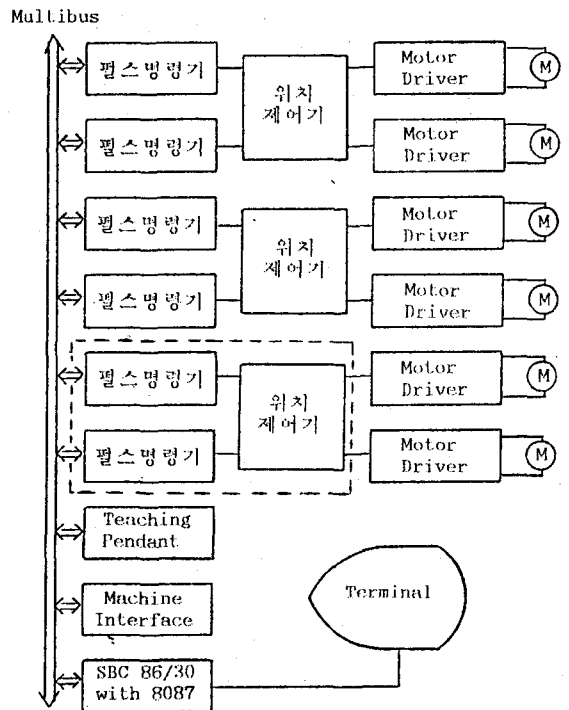 Multibus
펄스명령기
위치
제어기
Motor
Driver
M
펄스명령기
Motor
Driver
M
펄스명령기
위치
제어기
Motor
Driver
M
펄스명령기
Motor
Driver
M
펄스명령기
위치
제어기
Motor
Driver
M
펄스명령기
Motor
Driver
M
Teaching
Pendant
Machine
Interface
Terminal
SBC 86/30
with 8087